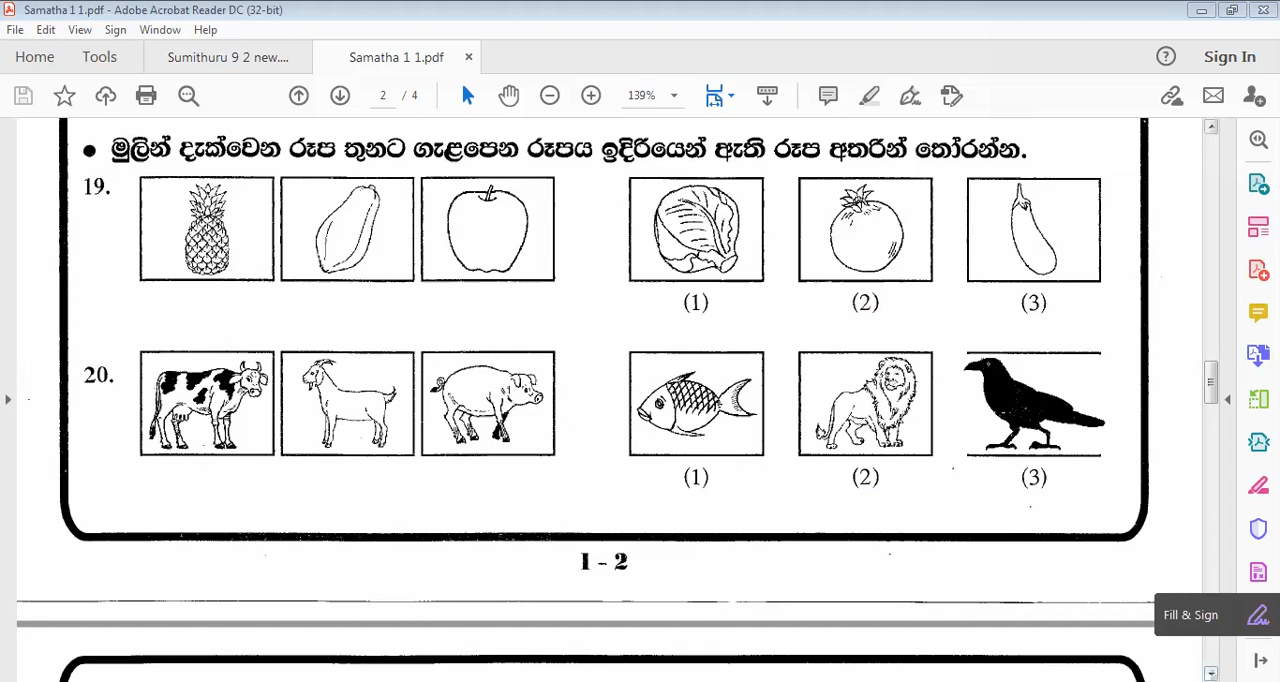 Samatha 1 1.pdf - Adobe Acrobat Reader DC (32-bit)
File Edit View Sign Window Help
Home Tools Sumithuru 9 2 new.... Samatha 1 1.pdf × Sign In
2 / 4 139%
● මුලින් දැක්වෙන රූප තුනට ගැළපෙන රූපය ඉදිරියෙන් ඇති රූප අතරින් තෝරන්න.
19.
(1) (2) (3)
20.
(1) (2) (3)
I - 2
Fill & Sign